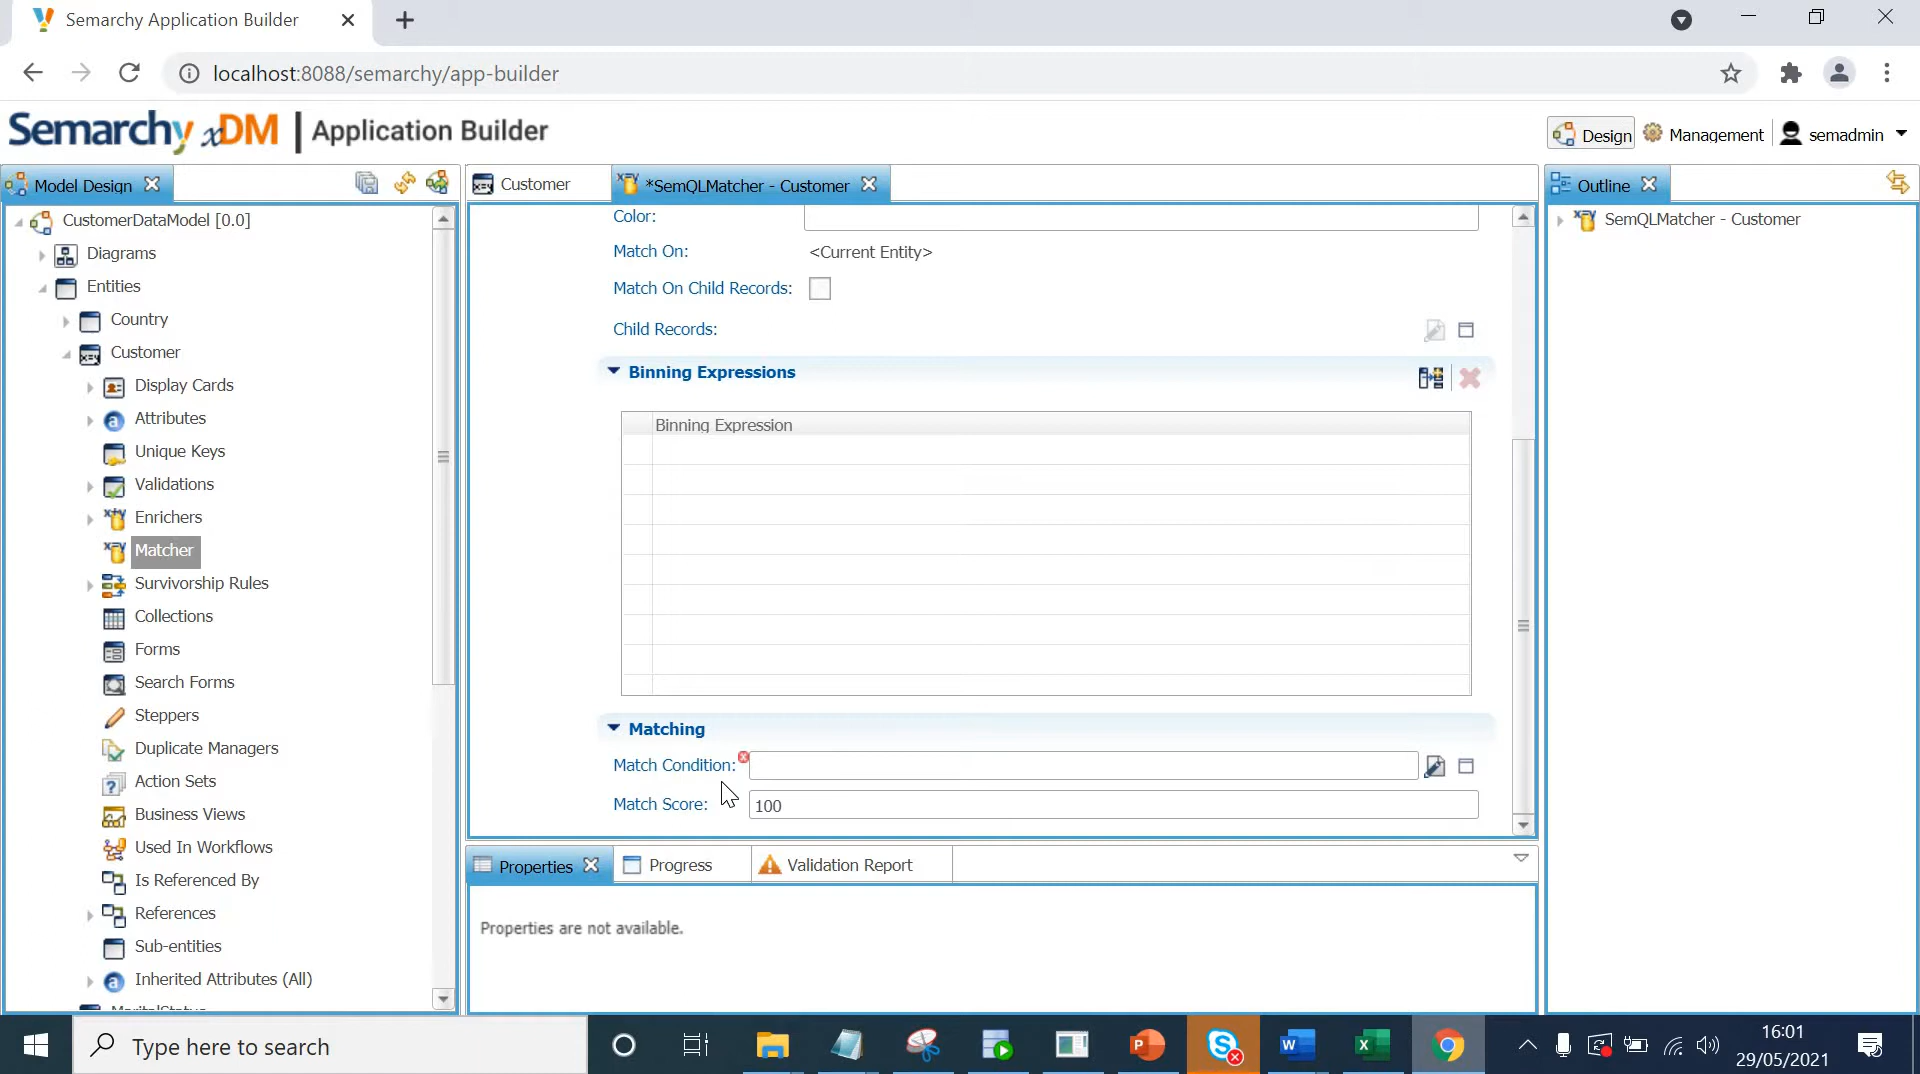 Semarchy Application Builder
localhost:8088/semarchy/app-builder
Semarchy xDM | Application Builder
Design
Management
semadmin
Model Design
Customer
*SemQLMatcher - Customer
Outline
CustomerDataModel [0.0]
Diagrams
Entities
Country
Customer
Display Cards
Attributes
Unique Keys
Validations
Enrichers
Matcher
Survivorship Rules
Collections
Forms
Search Forms
Steppers
Duplicate Managers
Action Sets
Business Views
Used In Workflows
Is Referenced By
References
Sub-entities
Inherited Attributes (All)
Color:
Match On: <Current Entity>
Match On Child Records:
Child Records:
Binning Expressions
Binning Expression
Matching
Match Condition:
Match Score: 100
SemQLMatcher - Customer
Properties
Progress
Validation Report
Properties are not available.
Type here to search
16:01
29/05/2021